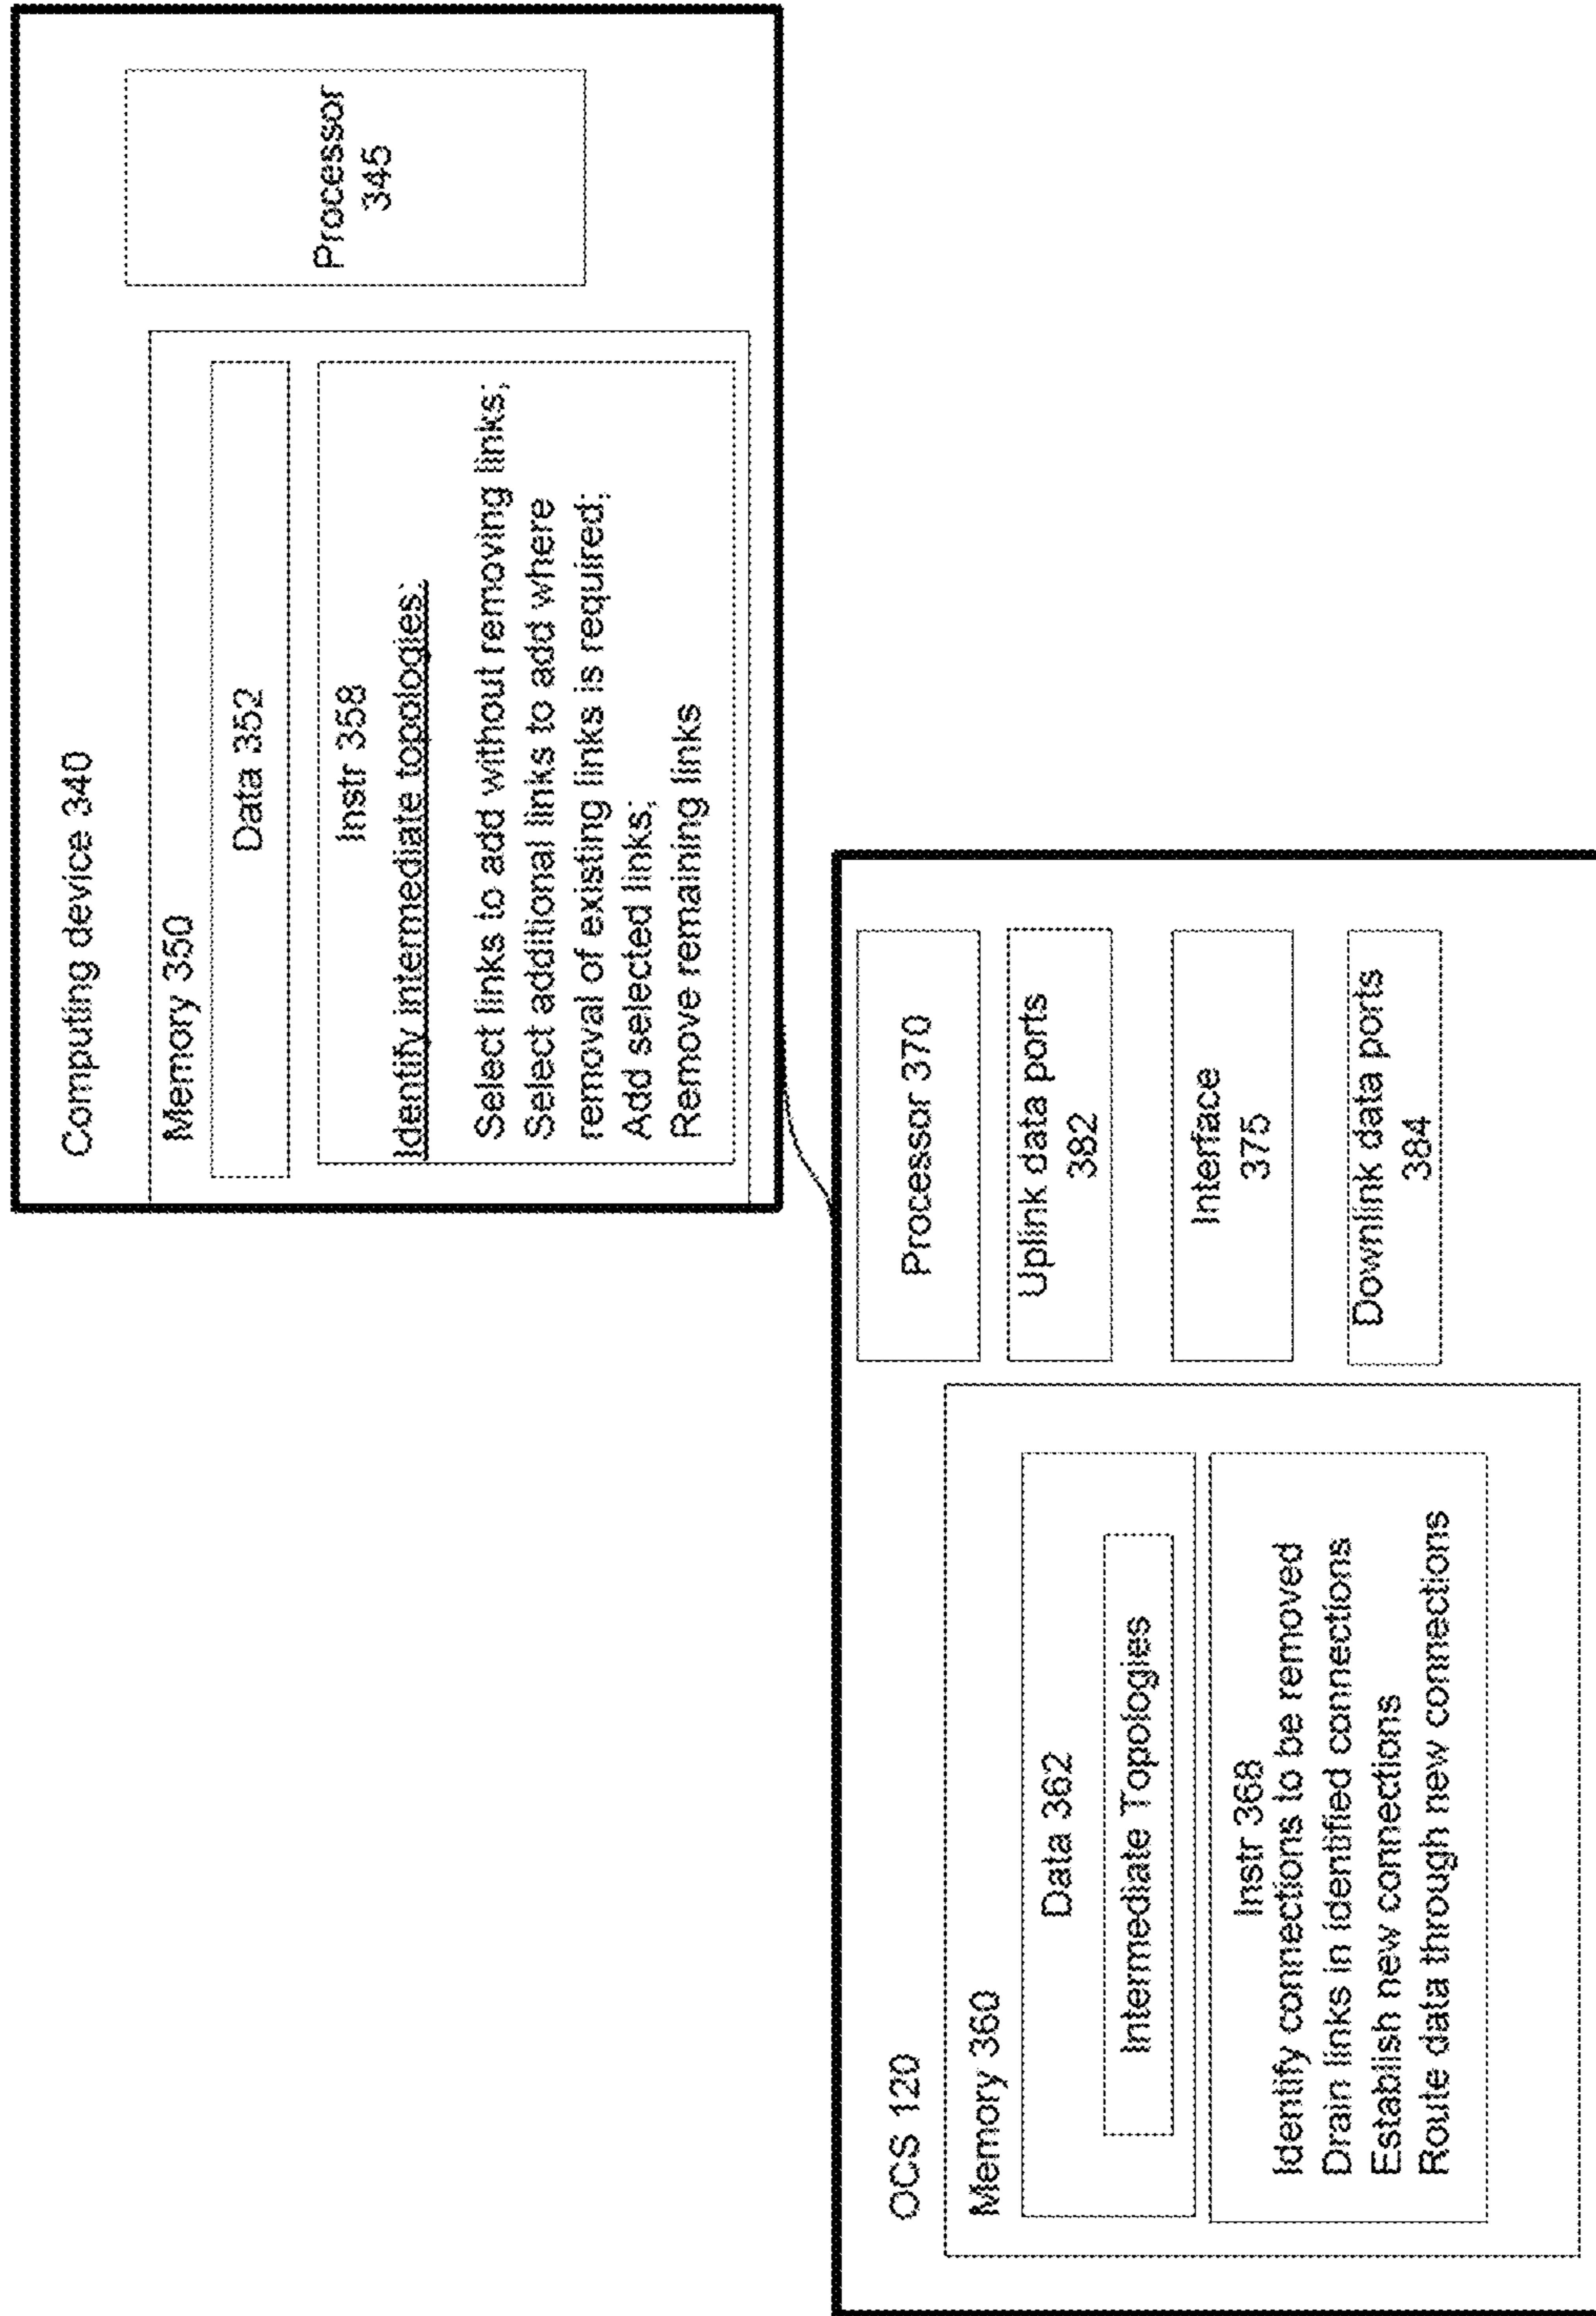 Computing device 340
Memory 350
Data 352
Instr 358
Identify intermediate topologies:
Select links to add without removing links;
Select additional links to add where
removal of existing links is required;
Add selected links;
Remove remaining links
Processor
345
OCS 120
Memory 360
Data 362
Intermediate Topologies
Instr 368
Identify connections to be removed
Drain links in identified connections
Establish new connections
Route data through new connections
Processor 370
Uplink data ports
382
Interface
375
Downlink data ports
384